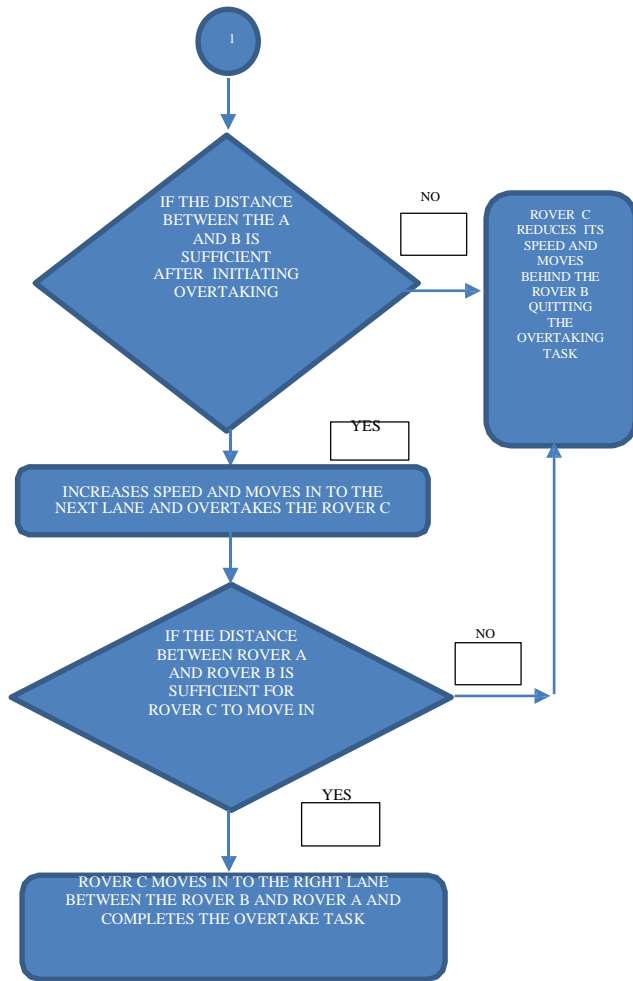 1
IF THE DISTANCE
BETWEEN THE A
AND B IS
SUFFICIENT
AFTER INITIATING
OVERTAKING
NO
ROVER C
REDUCES ITS
SPEED AND
MOVES
BEHIND THE
ROVER B
QUITTING
THE
OVERTAKING
TASK
YES
INCREASES SPEED AND MOVES IN TO THE
NEXT LANE AND OVERTAKES THE ROVER C
IF THE DISTANCE
BETWEEN ROVER A
AND ROVER B IS
SUFFICIENT FOR
ROVER C TO MOVE IN
NO
YES
ROVER C MOVES IN TO THE RIGHT LANE
BETWEEN THE ROVER B AND ROVER A AND
COMPLETES THE OVERTAKE TASK